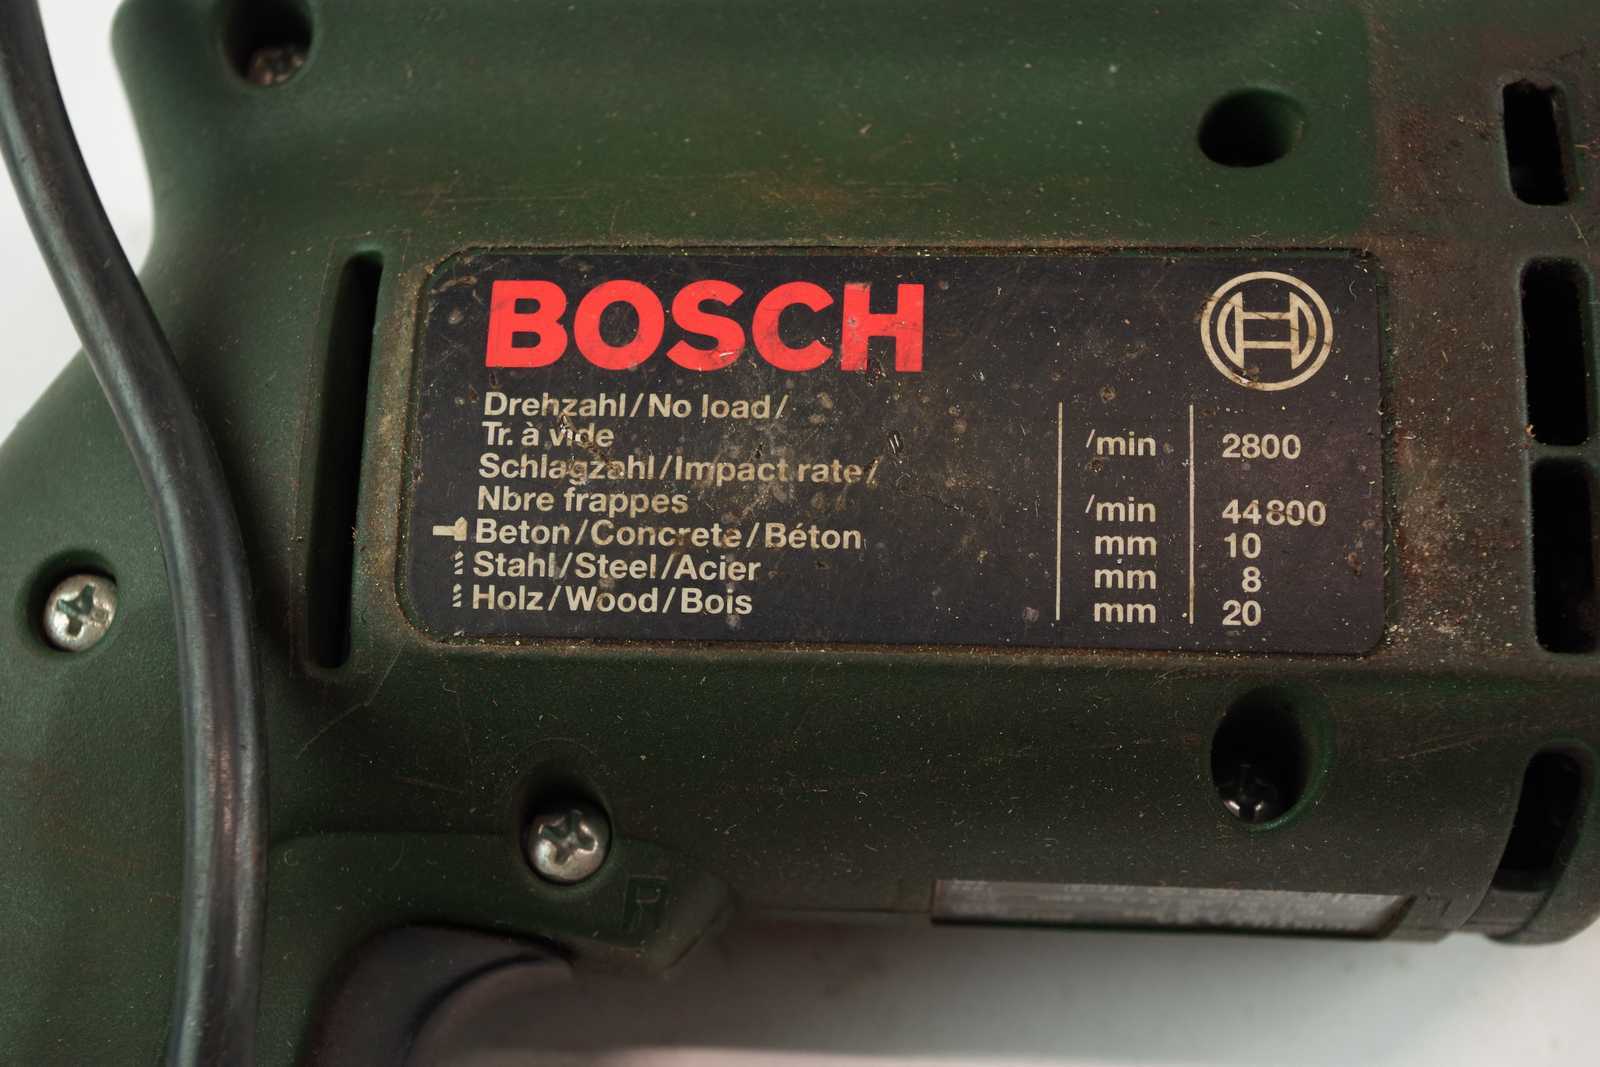 BOSCH
Drehzahl/No load/
Tr. à vide /min 2800
Schlagzahl/Impact rate/
Nbre frappes /min 44800
Beton/Concrete/Béton mm 10
Stahl/Steel/Acier mm 8
Holz/Wood/Bois mm 20